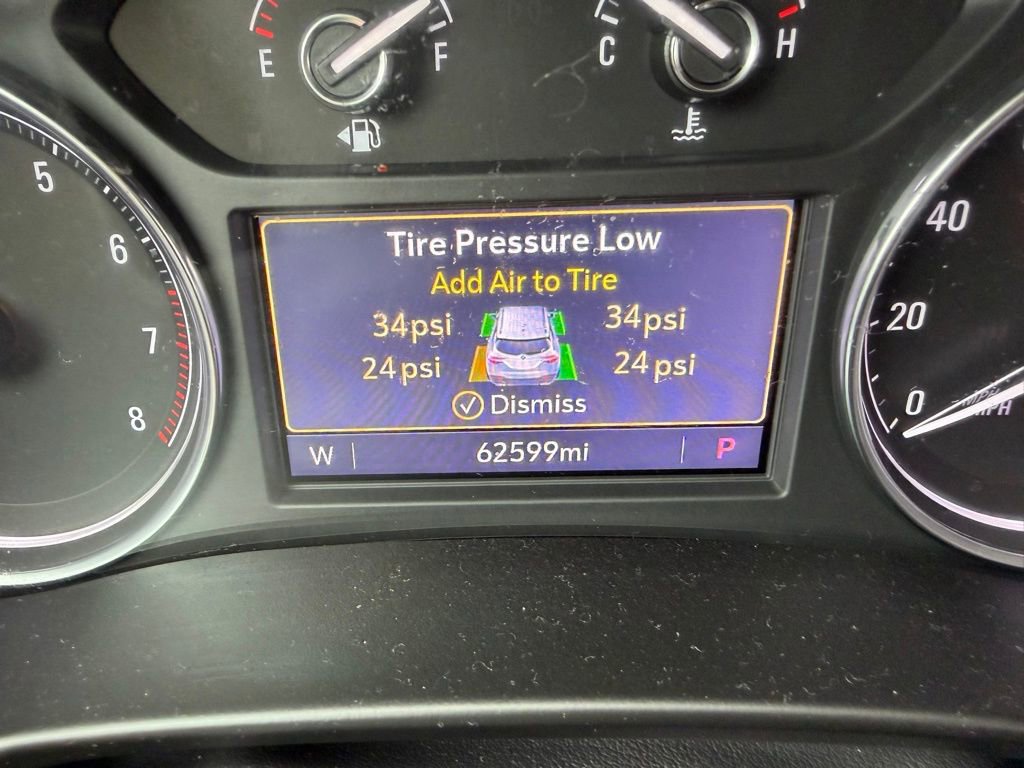 E F C H
5
6
7
8
Tire Pressure Low
Add Air to Tire
34psi 34psi
24psi 24psi
Dismiss
W 62599mi P
40
20
0
MPH